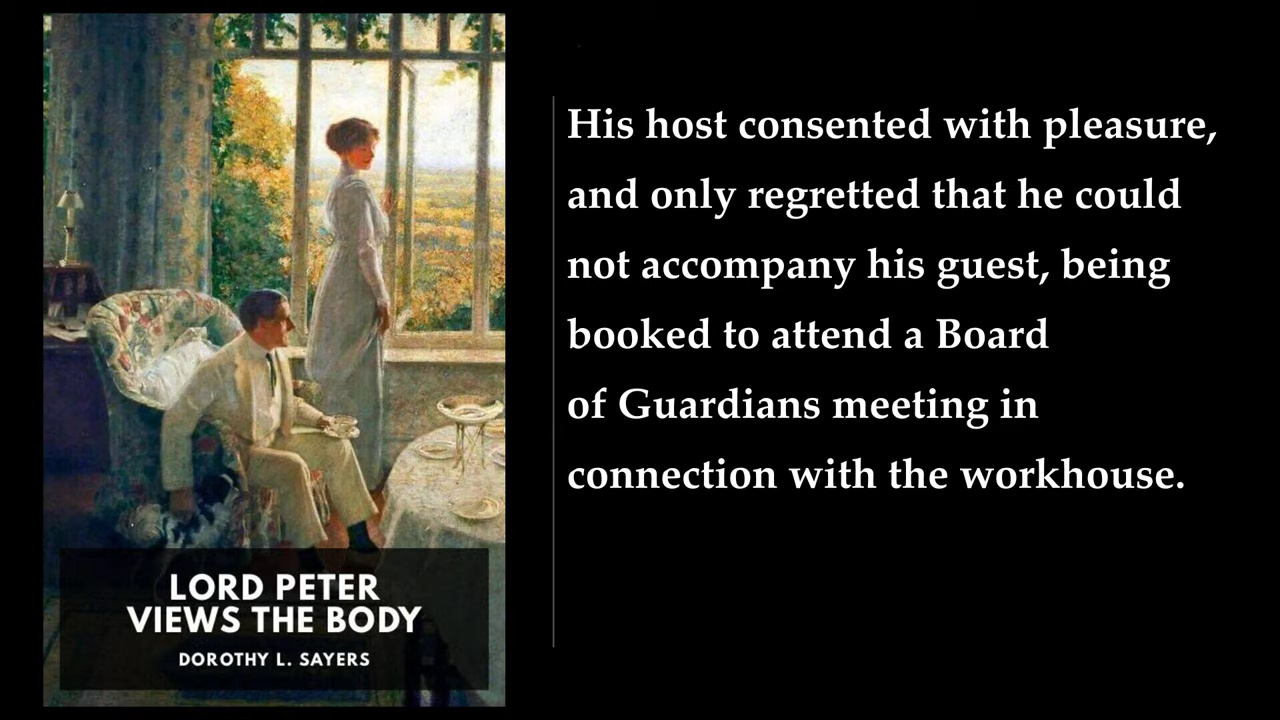 His host consented with pleasure,
and only regretted that he could
not accompany his guest, being
booked to attend a Board
of Guardians meeting in
connection with the workhouse.
LORD PETER
VIEWS THE BODY
DOROTHY L. SAYERS